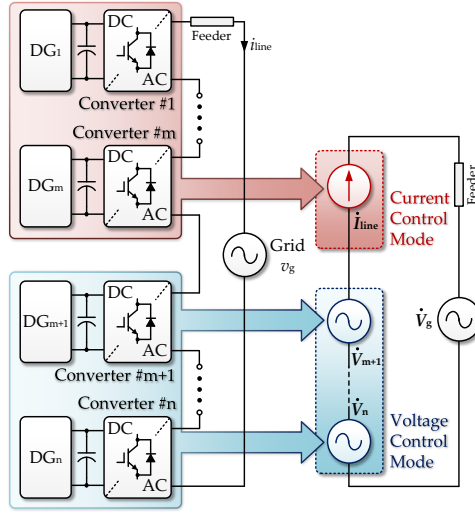 DG1
DC
AC
Feeder
i̇line
Converter #1
Converter #m
DGm
DC
AC
Grid
vg
İline
Current
Control
Mode
Feeder
DGm+1
DC
AC
Converter #m+1
Converter #n
DGn
DC
AC
V̇m+1
V̇n
V̇g
Voltage
Control
Mode